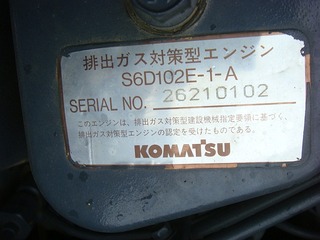 排出ガス対策型エンジン
S6D102E-1-A
SERIAL NO. 26210102
このエンジンは、排出ガス対策型建設機械指定要領に基づく、
排出ガス対策型エンジンの認定を受けたものである。
KOMATSU